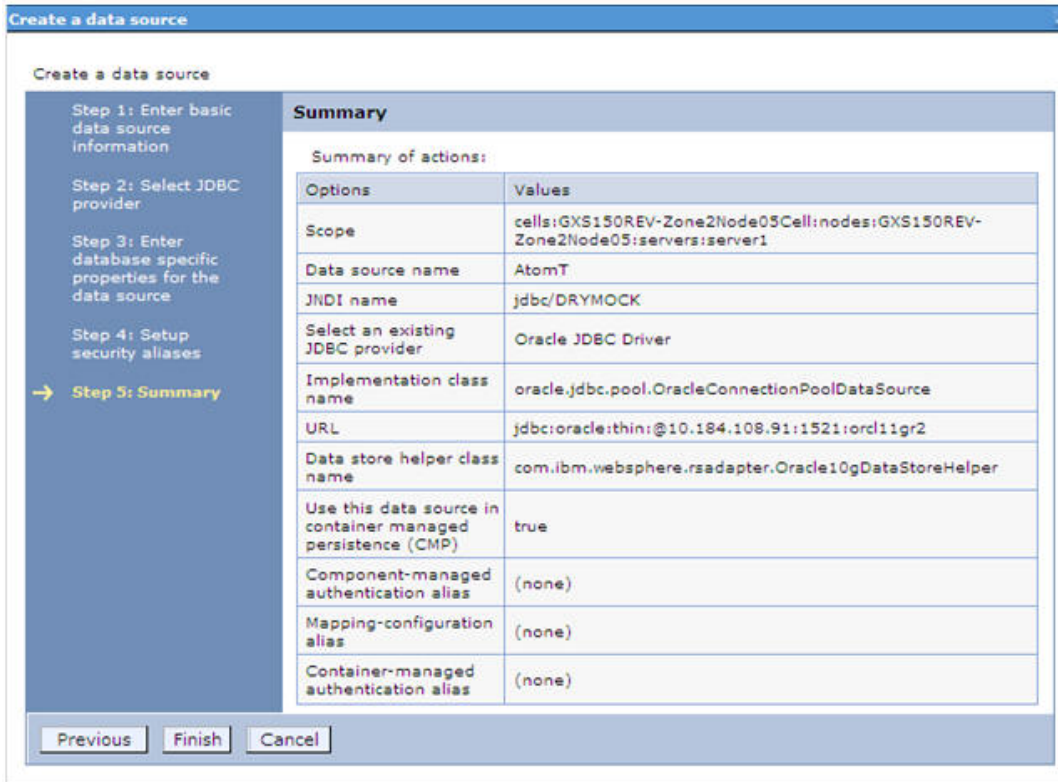 Create a data source
Create a data source
Step 1: Enter basic
data source
information
Step 2: Select JDBC
provider
Step 3: Enter
database specific
properties for the
data source
Step 4: Setup
security aliases
Step 5: Summary
Summary
Summary of actions:
Options Values
Scope cells:GXS150REV-Zone2Node05Cell:nodes:GXS150REV-
Zone2Node05:servers:server1
Data source name AtomT
JNDI name jdbc/DRYMOCK
Select an existing
JDBC provider Oracle JDBC Driver
Implementation class
name oracle.jdbc.pool.OracleConnectionPoolDataSource
URL jdbc:oracle:thin:@10.184.108.91:1521:orcl11gr2
Data store helper class
name com.ibm.websphere.rsadapter.Oracle10gDataStoreHelper
Use this data source in
container managed
persistence (CMP) true
Component-managed
authentication alias (none)
Mapping-configuration
alias (none)
Container-managed
authentication alias (none)
Previous Finish Cancel